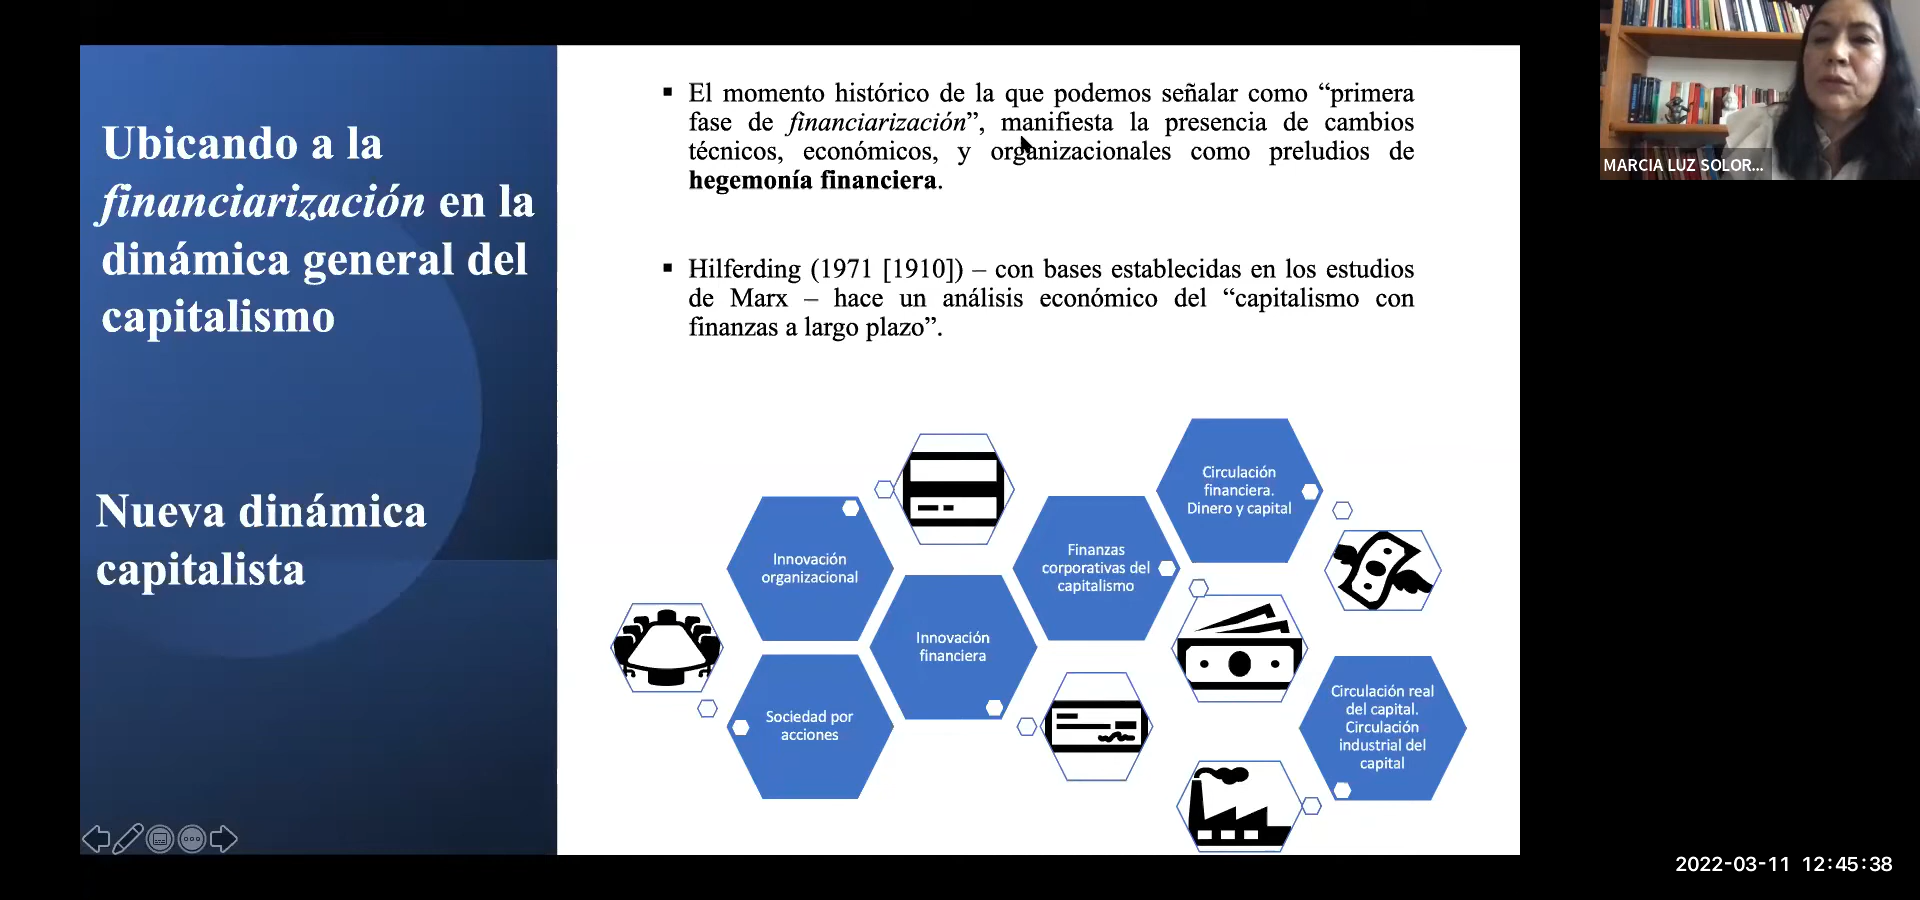 Ubicando a la
financiarización en la
dinámica general del
capitalismo
Nueva dinámica
capitalista
▪ El momento histórico de la que podemos señalar como “primera
fase de financiarización”, manifiesta la presencia de cambios
técnicos, económicos, y organizacionales como preludios de
hegemonía financiera.
▪ Hilferding (1971 [1910]) – con bases establecidas en los estudios
de Marx – hace un análisis económico del “capitalismo con
finanzas a largo plazo”.
Innovación
organizacional
Sociedad por
acciones
Innovación
financiera
Finanzas
corporativas del
capitalismo
Circulación
financiera.
Dinero y capital
Circulación real
del capital.
Circulación
industrial del
capital
MARCIA LUZ SOLOR...
2022-03-11 12:45:38